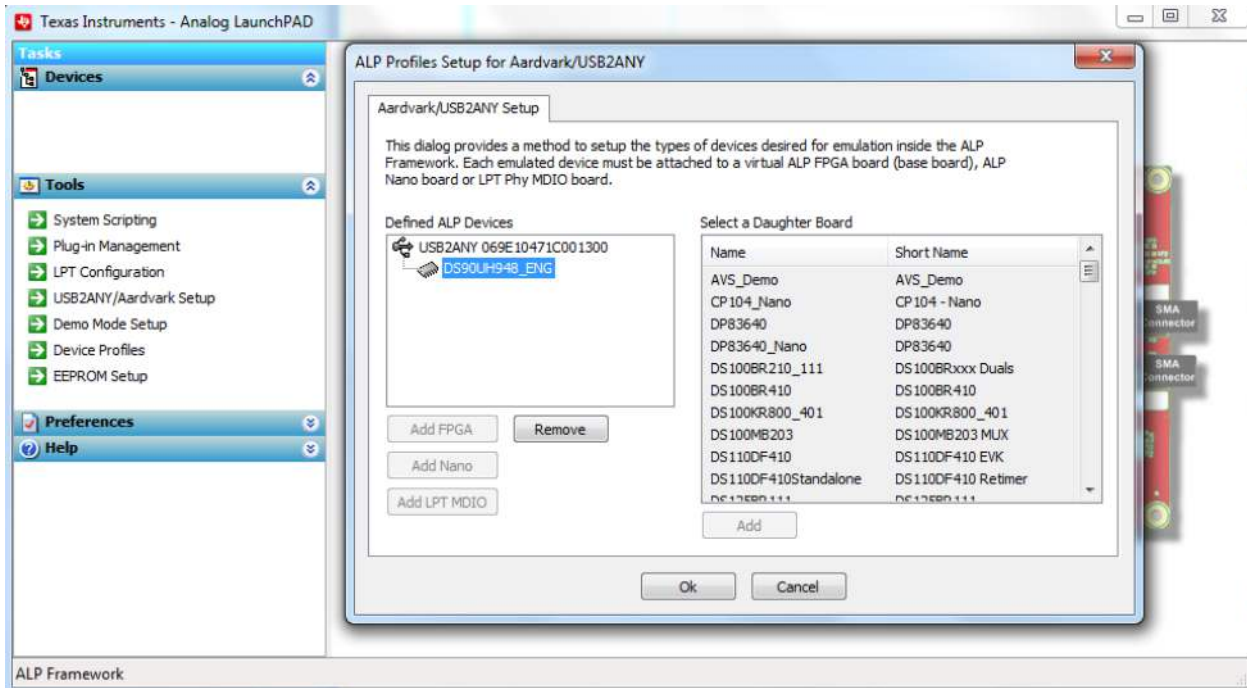 Texas Instruments - Analog LaunchPAD
Tasks
Devices
Tools
System Scripting
Plug-in Management
LPT Configuration
USB2ANY/Aardvark Setup
Demo Mode Setup
Device Profiles
EEPROM Setup
Preferences
Help
ALP Profiles Setup for Aardvark/USB2ANY
Aardvark/USB2ANY Setup
This dialog provides a method to setup the types of devices desired for emulation inside the ALP
Framework. Each emulated device must be attached to a virtual ALP FPGA board (base board), ALP
Nano board or LPT Phy MDIO board.
Defined ALP Devices
USB2ANY 069E10471C001300
DS90UH948_ENG
Add FPGA
Remove
Add Nano
Add LPT MDIO
Select a Daughter Board
Name Short Name
AVS_Demo AVS_Demo
CP104_Nano CP104 - Nano
DP83640 DP83640
DP83640_Nano DP83640
DS100BR210_111 DS100BRxxx Duals
DS100BR410 DS100BR410
DS100KR800_401 DS100KR800_401
DS100MB203 DS100MB203 MUX
DS110DF410 DS110DF410 EVK
DS110DF410Standalone DS110DF410 Retimer
DS125BR111 DS125BR111
Add
Ok
Cancel
SMA
Connector
SMA
Connector
ALP Framework